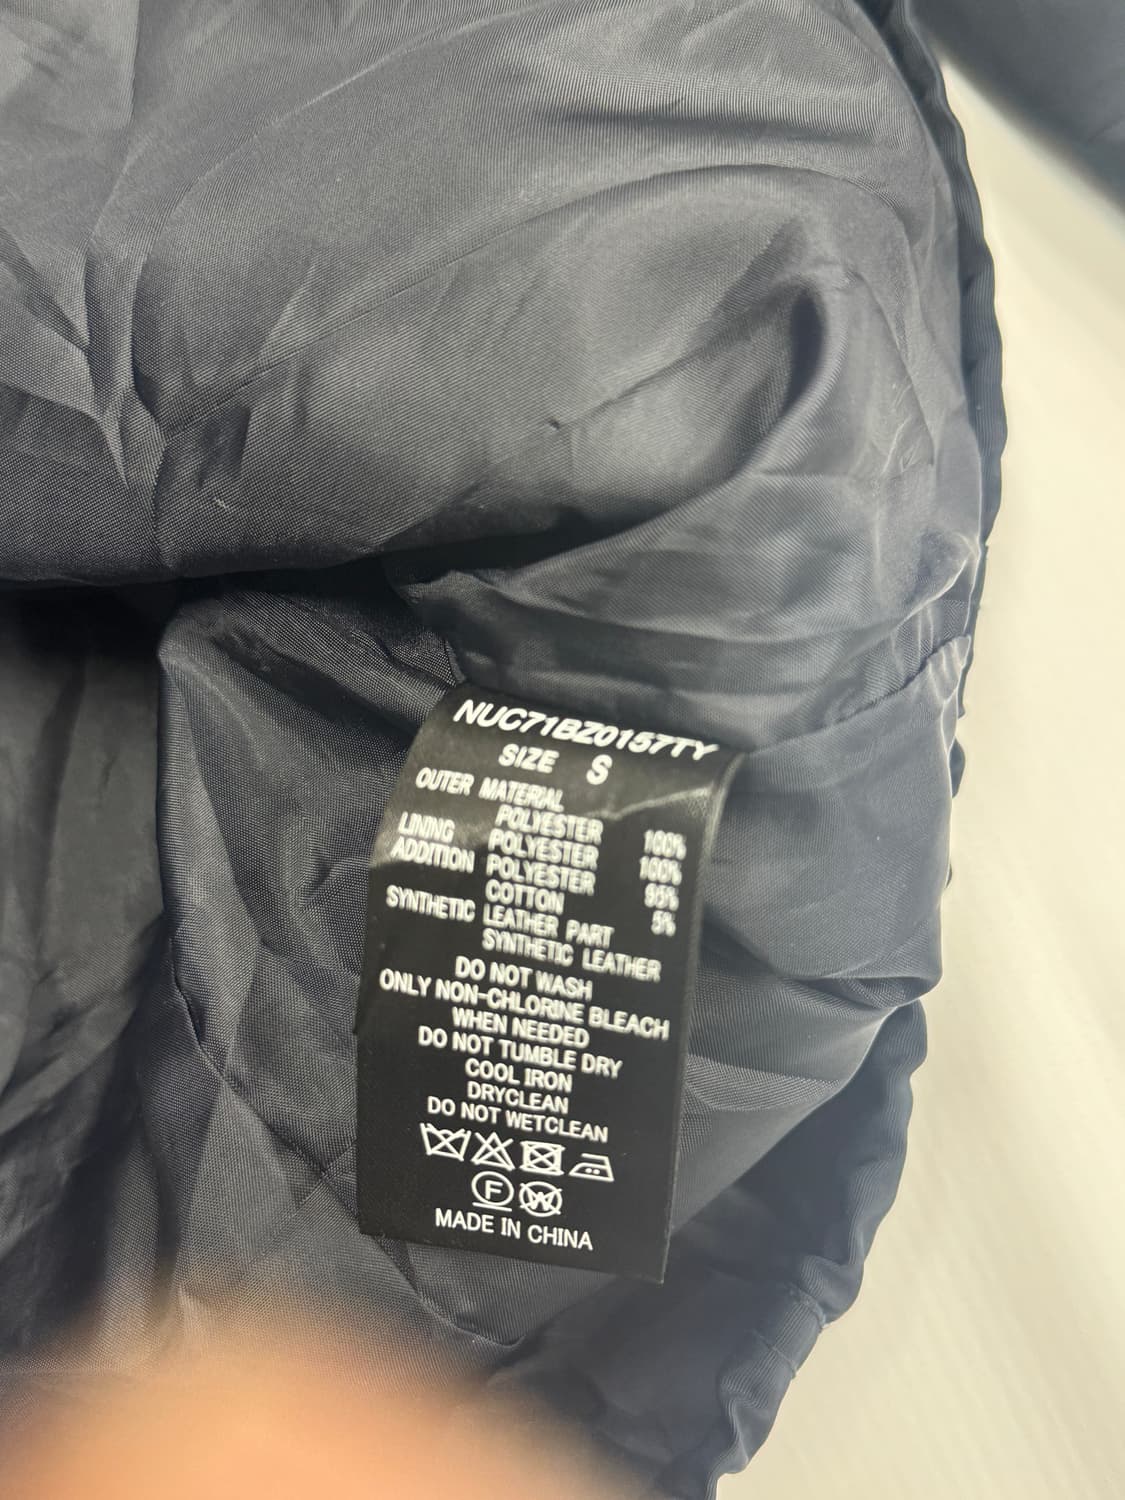 NUC71BZ0157TY
SIZE S
OUTER MATERIAL
POLYESTER 100%
LINING POLYESTER 100%
ADDITION POLYESTER 95%
COTTON 5%
SYNTHETIC LEATHER PART
SYNTHETIC LEATHER
DO NOT WASH
ONLY NON-CHLORINE BLEACH
WHEN NEEDED
DO NOT TUMBLE DRY
COOL IRON
DRYCLEAN
DO NOT WETCLEAN
F W
MADE IN CHINA